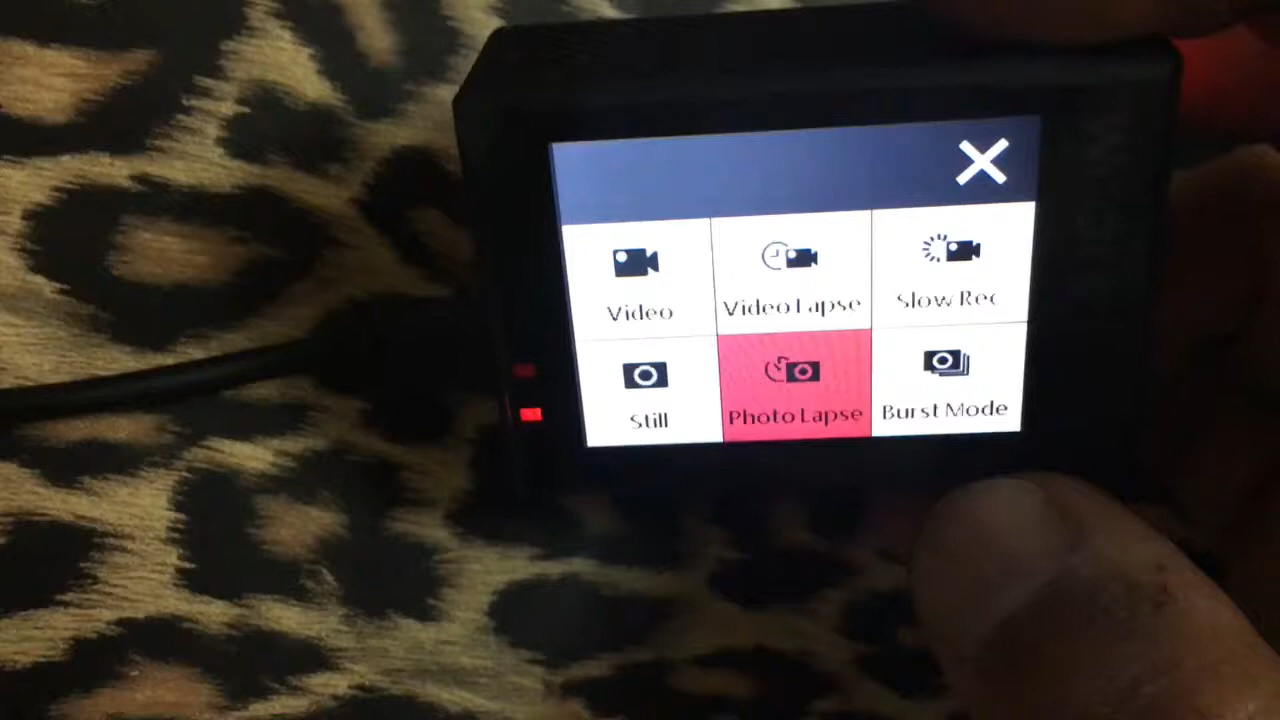 Video
Video Lapse
Slow Rec
Still
Photo Lapse
Burst Mode